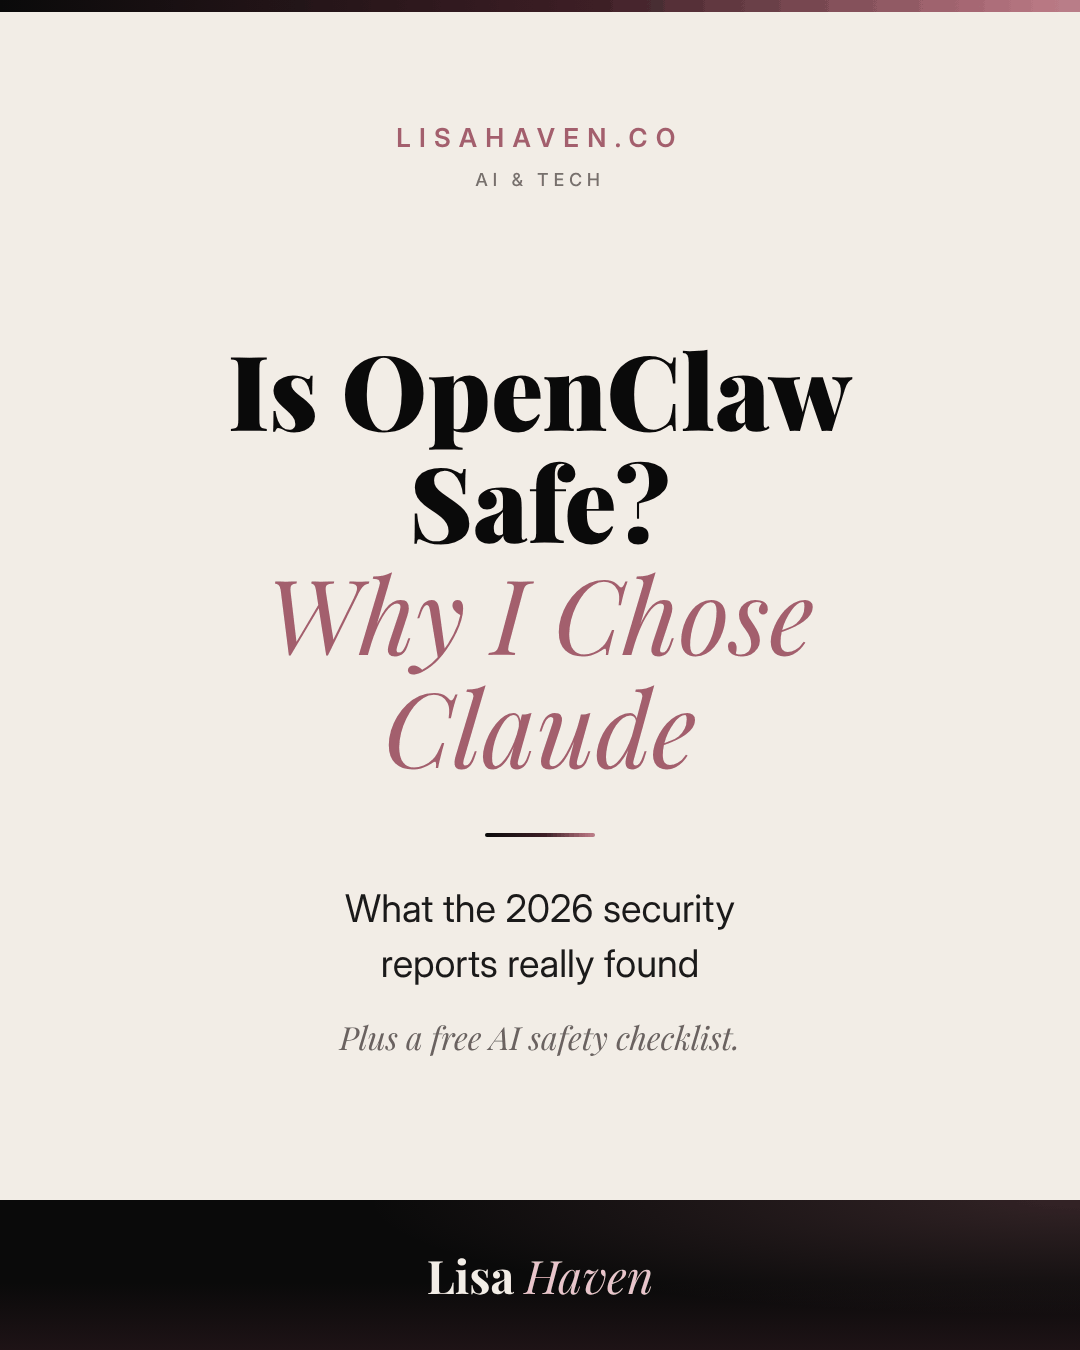 LISAHAVEN.CO
AI & TECH
Is OpenClaw
Safe?
Why I Chose
Claude
What the 2026 security
reports really found
Plus a free AI safety checklist.
Lisa Haven